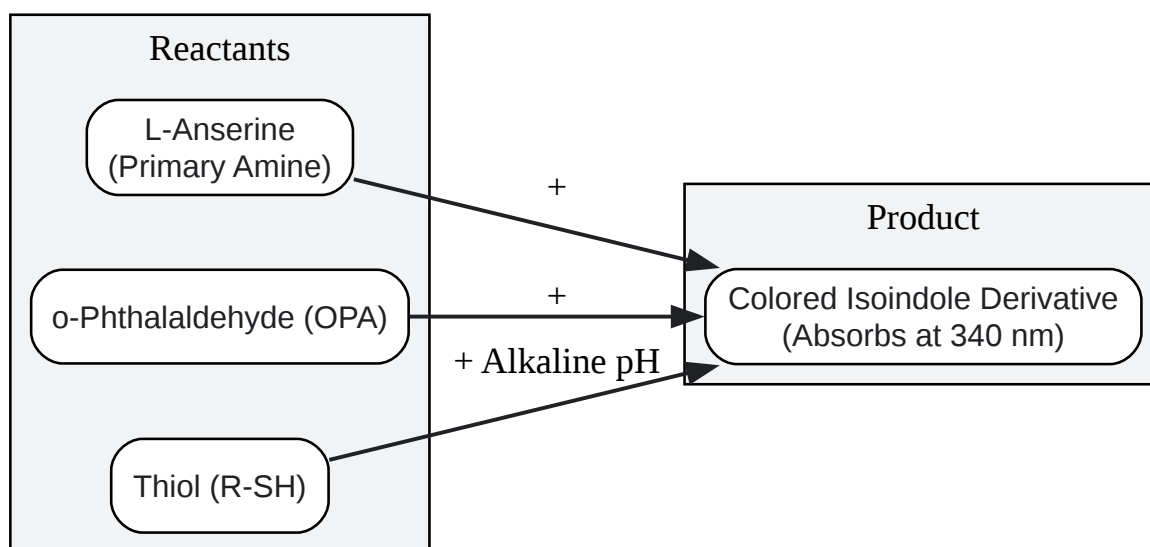 Reactants
L-Anserine
(Primary Amine)
o-Phthalaldehyde (OPA)
Thiol (R-SH)
+
+
+ Alkaline pH
Product
Colored Isoindole Derivative
(Absorbs at 340 nm)